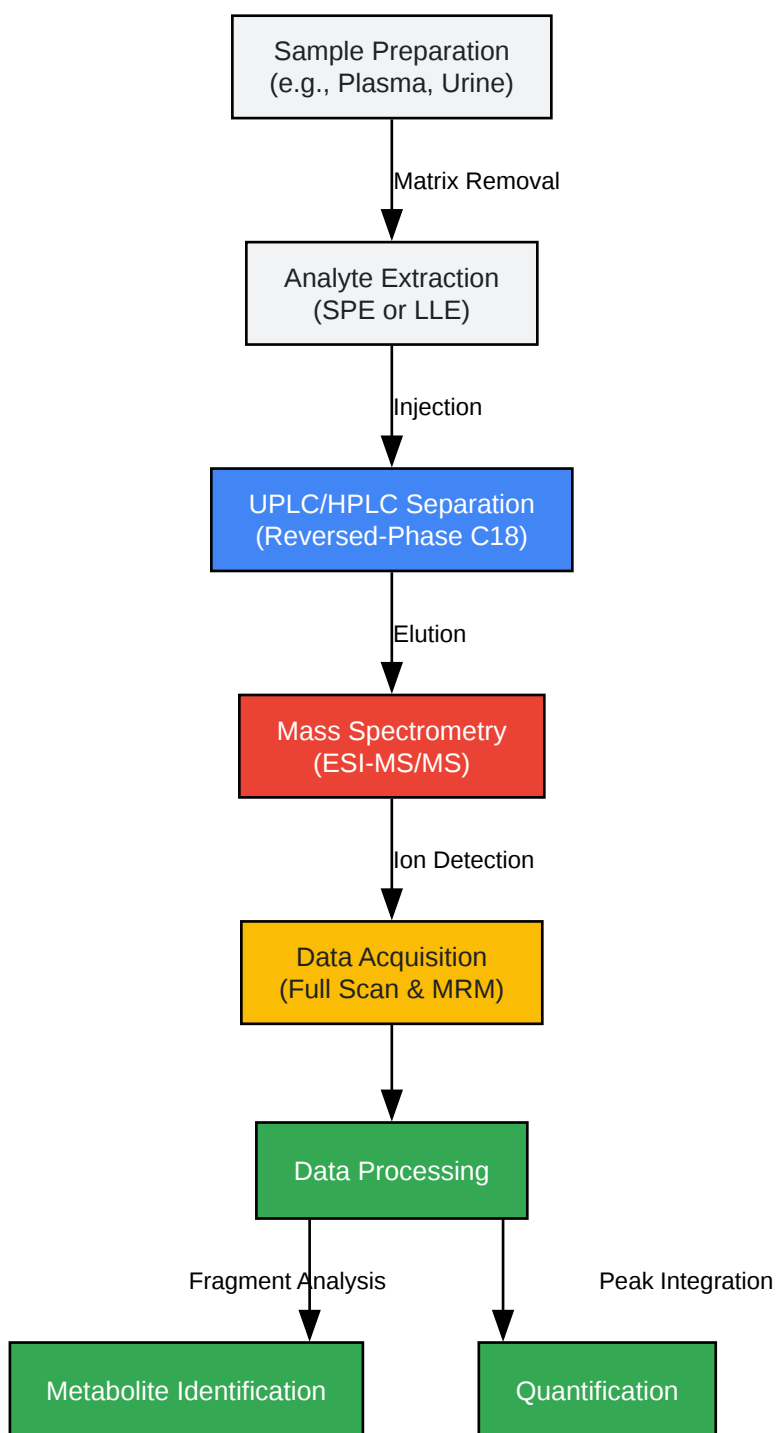 Sample Preparation
(e.g., Plasma, Urine)
Matrix Removal
Analyte Extraction
(SPE or LLE)
Injection
UPLC/HPLC Separation
(Reversed-Phase C18)
Elution
Mass Spectrometry
(ESI-MS/MS)
Ion Detection
Data Acquisition
(Full Scan & MRM)
Data Processing
Fragment Analysis
Peak Integration
Metabolite Identification
Quantification